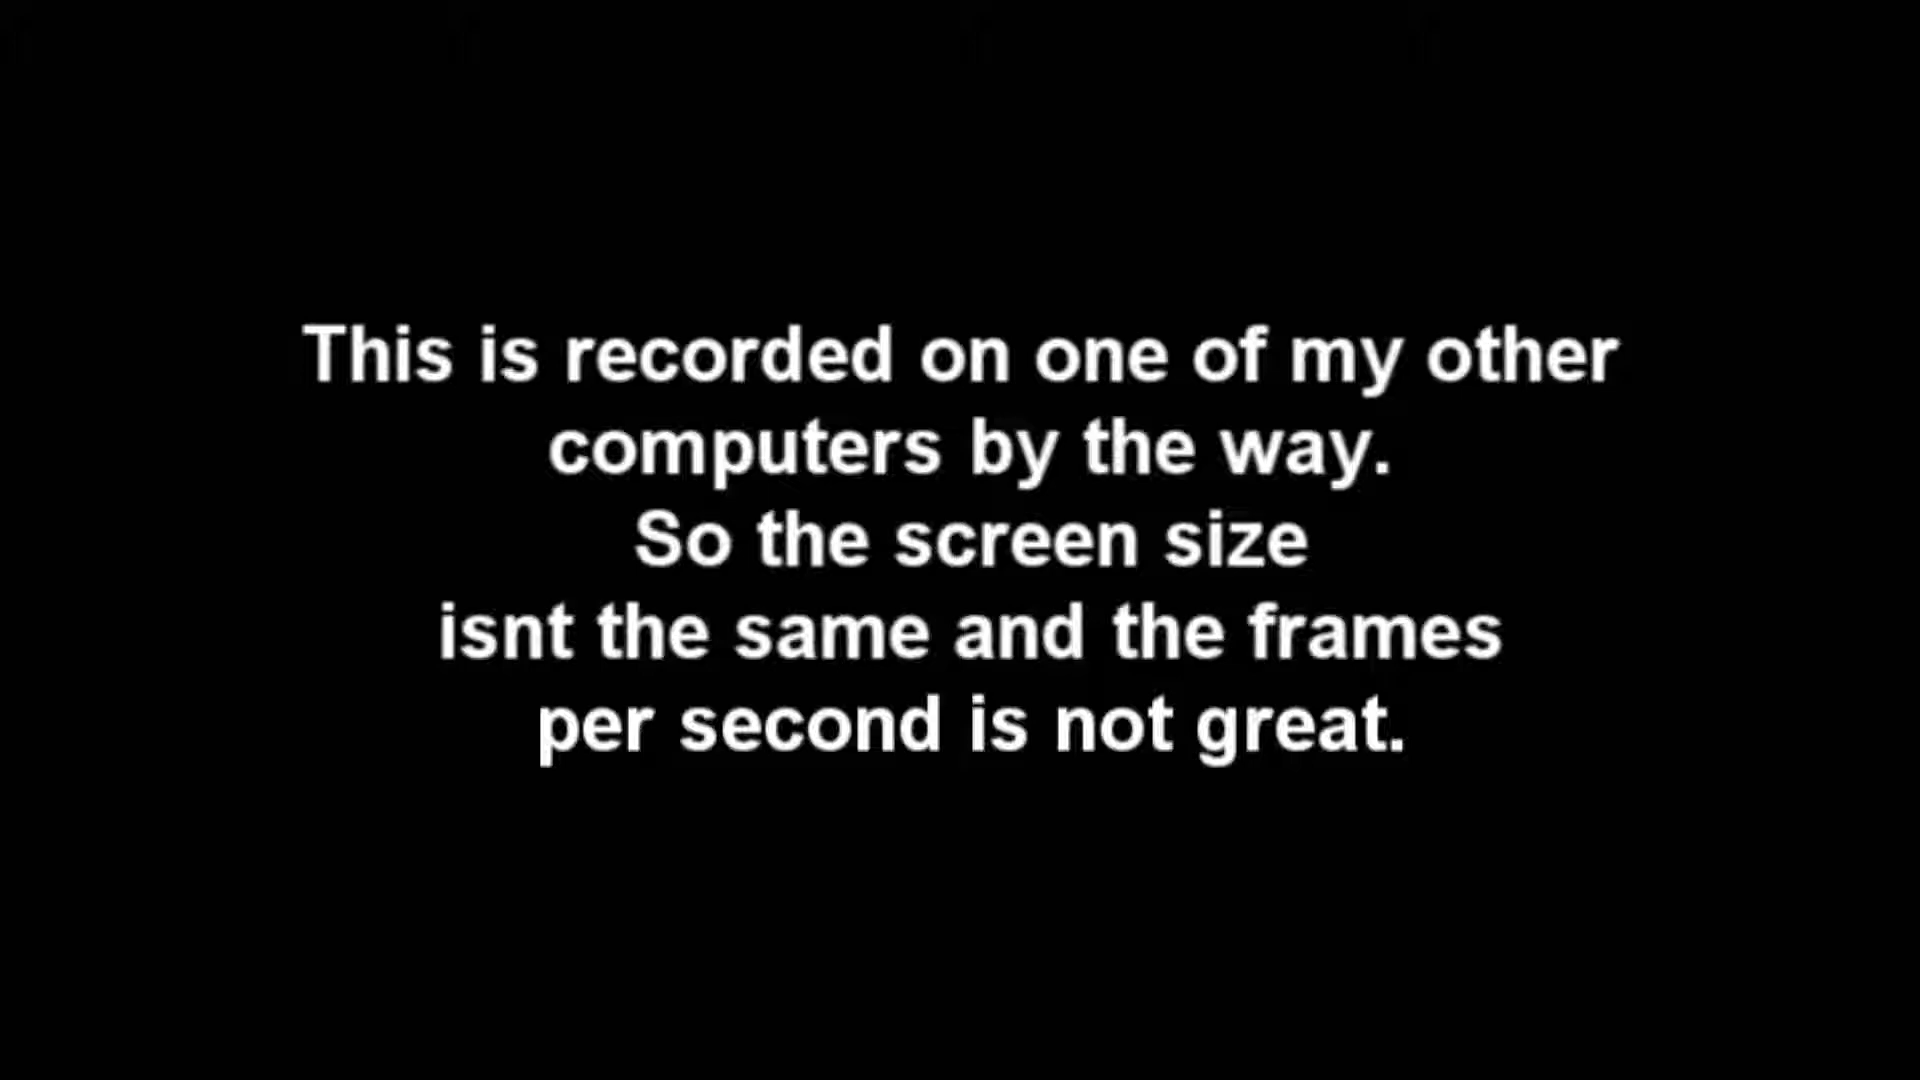 This is recorded on one of my other
computers by the way.
So the screen size
isnt the same and the frames
per second is not great.